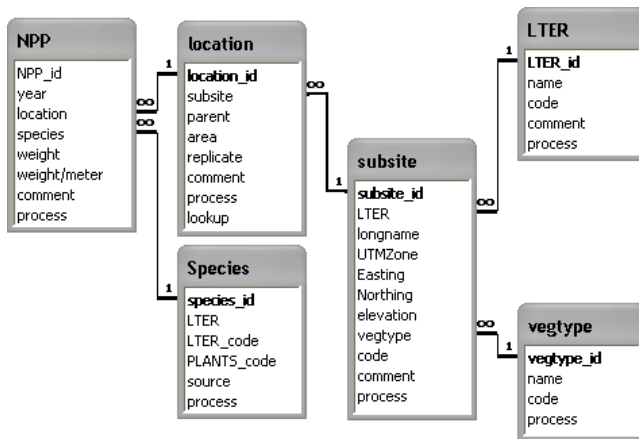 NPP
NPP_id
year
location
species
weight
weight/meter
comment
process
location
location_id
subsite
parent
area
replicate
comment
process
lookup
Species
species_id
LTER
LTER_code
PLANTS_code
source
process
subsite
subsite_id
LTER
longname
UTMZone
Easting
Northing
elevation
vegtype
code
comment
process
LTER
LTER_id
name
code
comment
process
vegtype
vegtype_id
name
code
process
1
∞
∞
1
∞
1
1
∞
∞
1